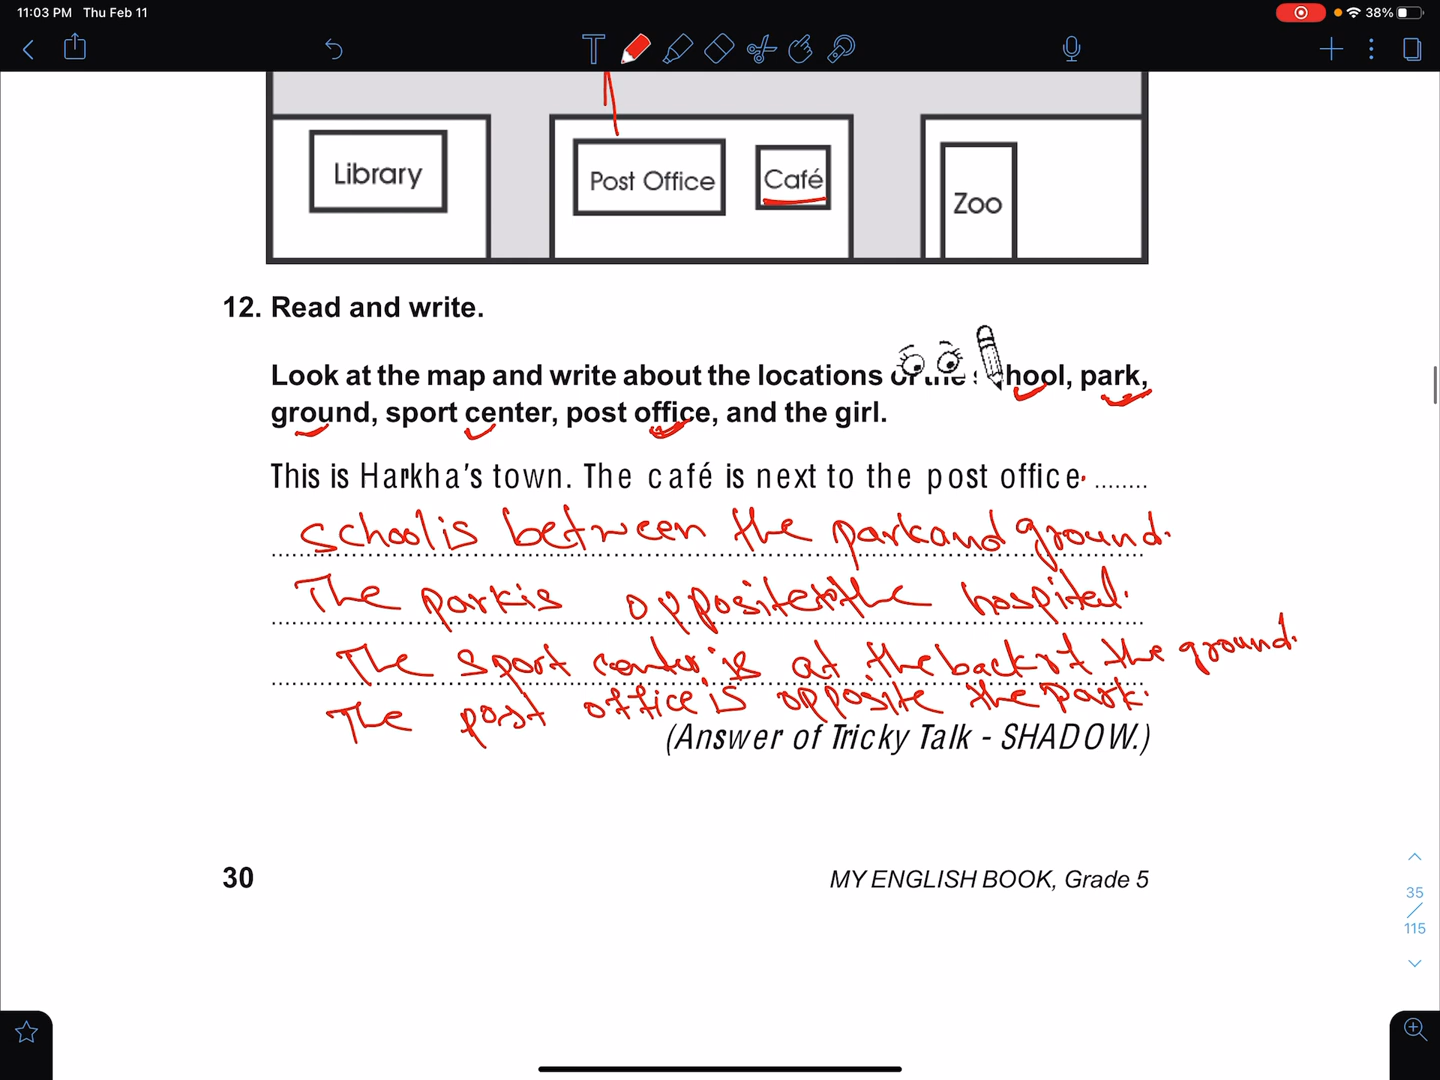 11:03 PM Thu Feb 11
38%
Library
Post Office
Café
Zoo
12. Read and write.
Look at the map and write about the locations of the school, park,
ground, sport center, post office, and the girl.
This is Harkha's town. The café is next to the post office. ........
School is between the park and ground.
The park is opposite to the hospital.
The sport center is at the back of the ground.
The post office is opposite the park.
(Answer of Tricky Talk - SHADOW.)
30
MY ENGLISH BOOK, Grade 5
35
/
115